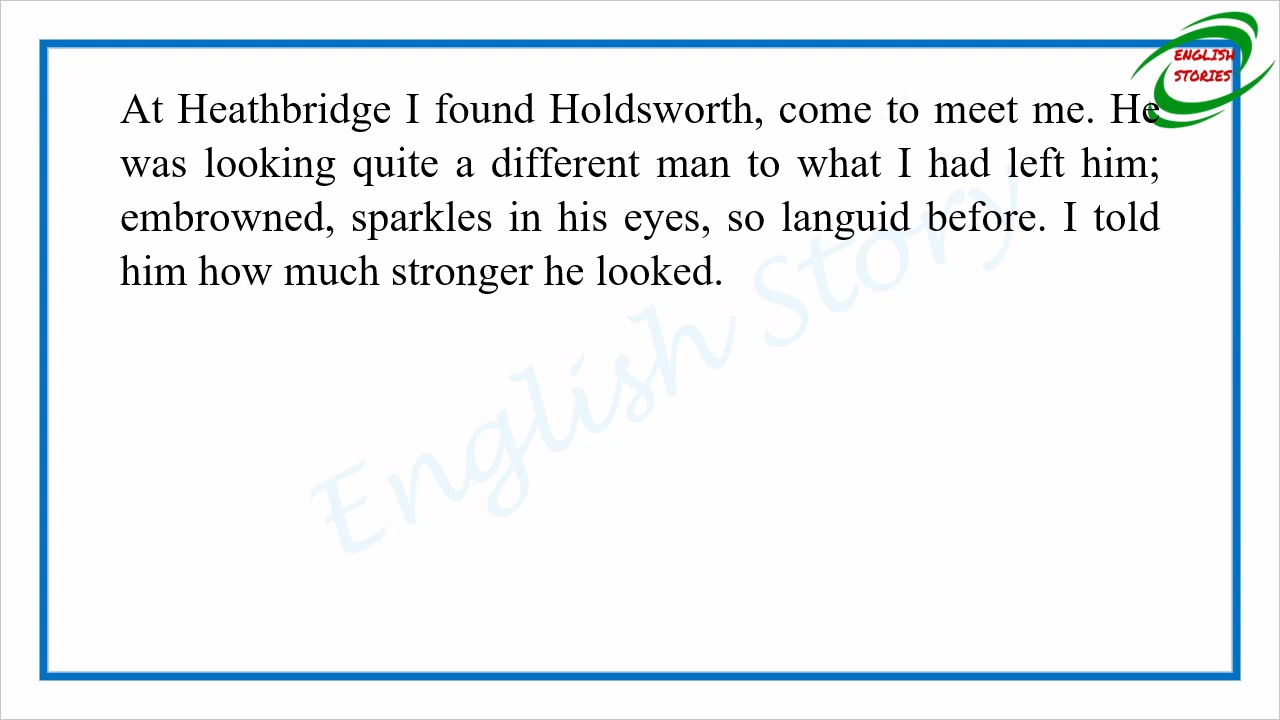 ENGLISH
STORIES
At Heathbridge I found Holdsworth, come to meet me. He
was looking quite a different man to what I had left him;
embrowned, sparkles in his eyes, so languid before. I told
him how much stronger he looked.
English Story